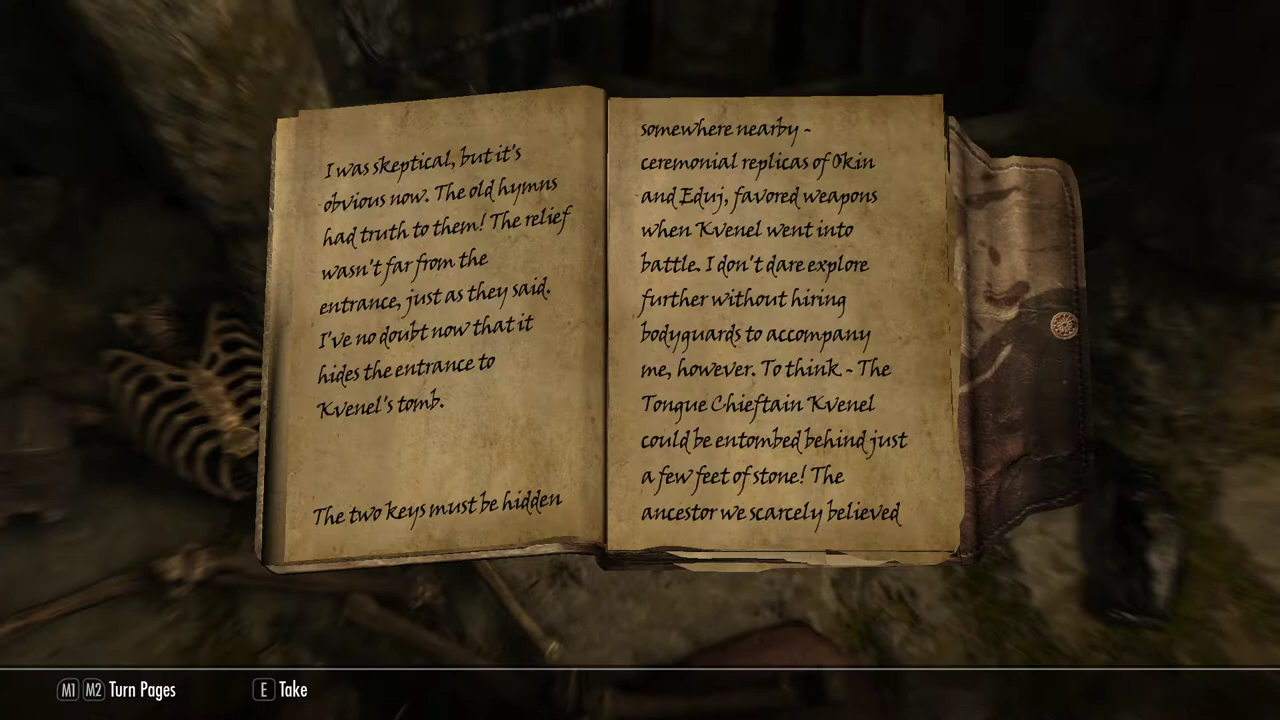 I was skeptical, but it's
obvious now. The old hymns
had truth to them! The relief
wasn't far from the
entrance, just as they said.
I've no doubt now that it
hides the entrance to
Kvenel's tomb.
The two keys must be hidden
somewhere nearby -
ceremonial replicas of Okin
and Eduj, favored weapons
when Kvenel went into
battle. I don't dare explore
further without hiring
bodyguards to accompany
me, however. To think - The
Tongue Chieftain Kvenel
could be entombed behind just
a few feet of stone! The
ancestor we scarcely believed
M1 M2 Turn Pages
E Take